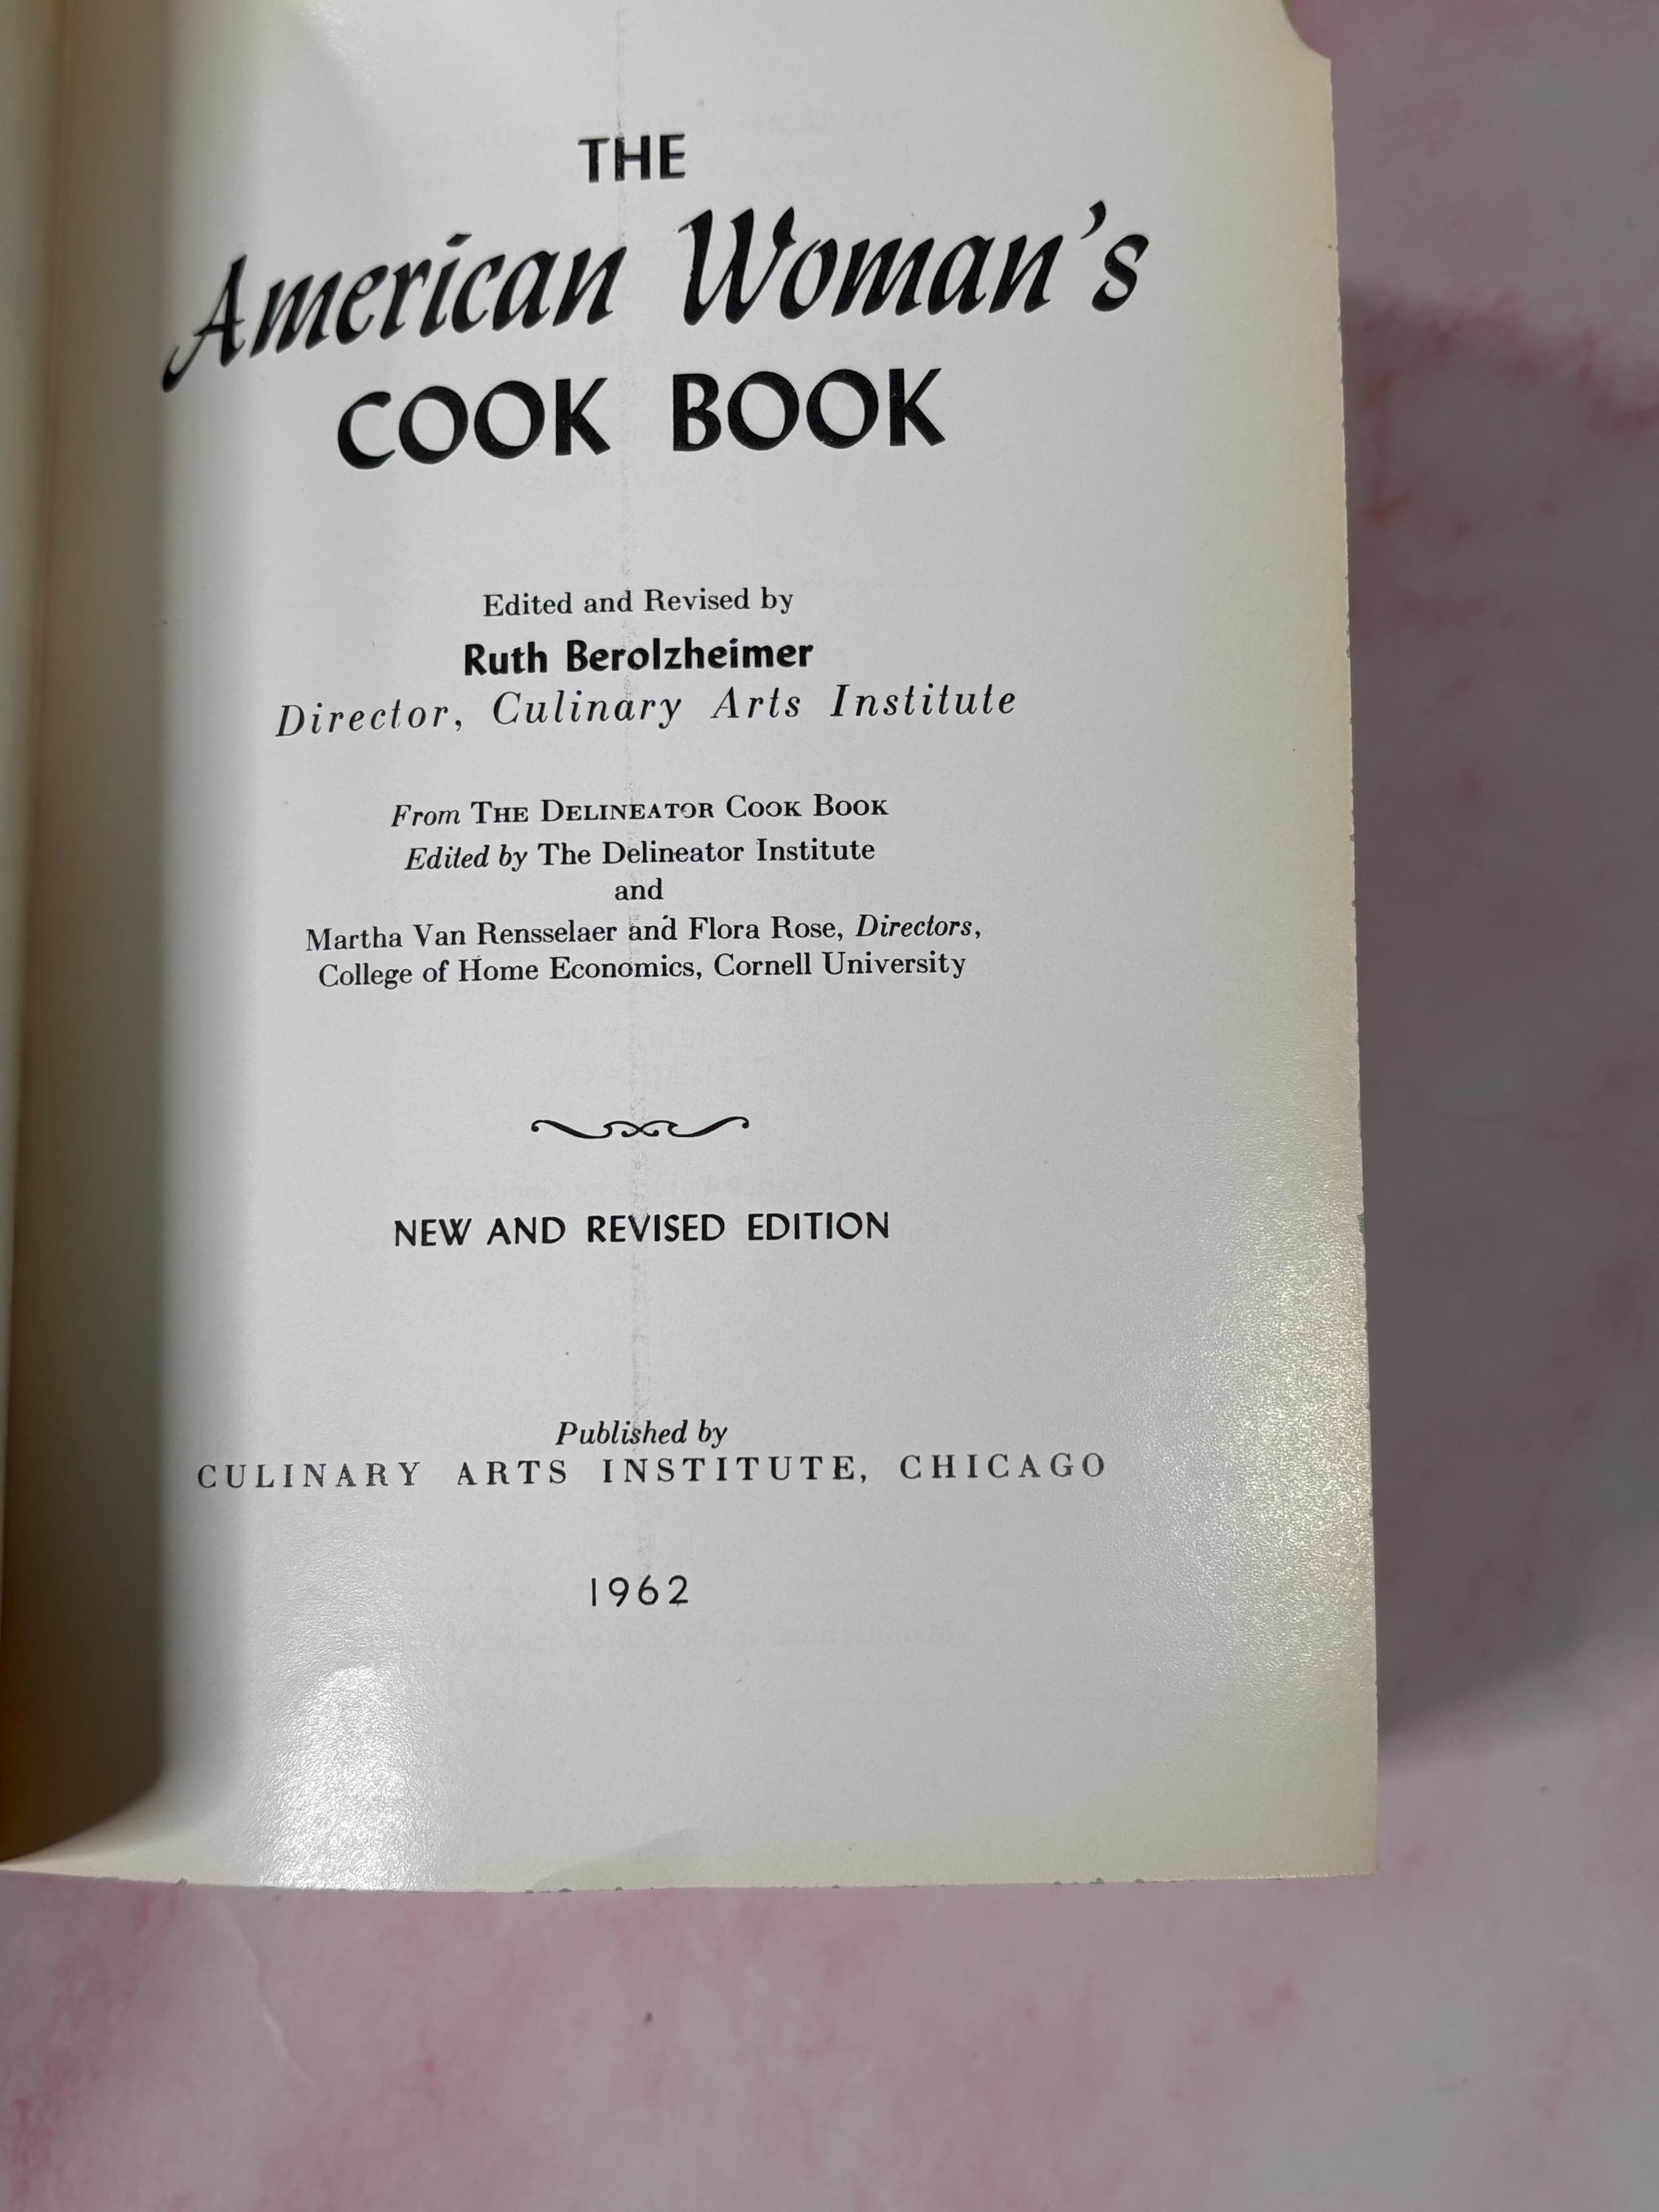 THE
American Woman's
COOK BOOK
Edited and Revised by
Ruth Berolzheimer
Director, Culinary Arts Institute
From THE DELINEATOR COOK BOOK
Edited by The Delineator Institute
and
Martha Van Rensselaer and Flora Rose, Directors,
College of Home Economics, Cornell University
NEW AND REVISED EDITION
Published by
CULINARY ARTS INSTITUTE, CHICAGO
1962